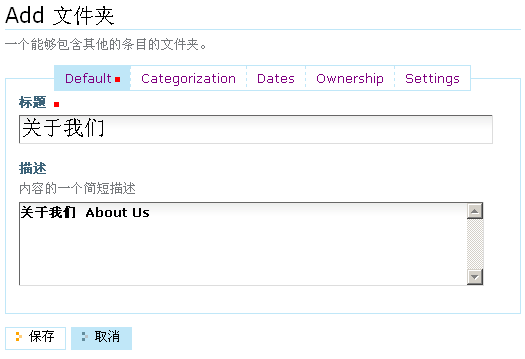 Add 文件夹
一个能够包含其他的条目的文件夹。
Default Categorization Dates Ownership Settings
标题
关于我们
描述
内容的一个简短描述
关于我们 About Us
保存 取消